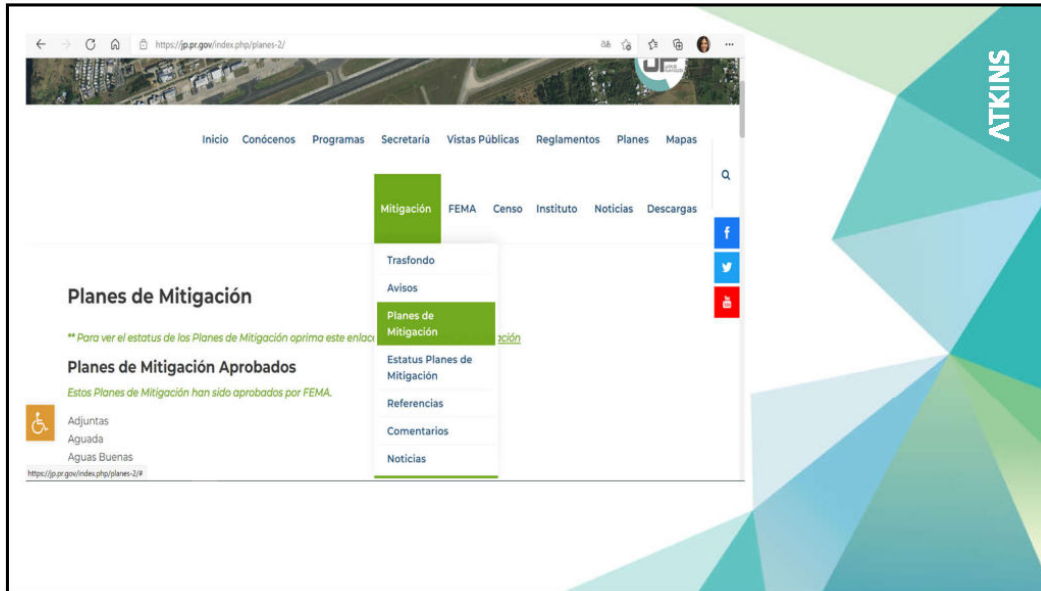 https://jp.pr.gov/index.php/planes-2/
ATKINS
Inicio Conócenos Programas Secretaría Vistas Públicas Reglamentos Planes Mapas
Mitigación FEMA Censo Instituto Noticias Descargas
Trasfondo
Avisos
Planes de
Mitigación
Estatus Planes de
Mitigación
Referencias
Comentarios
Noticias
Planes de Mitigación
** Para ver el estatus de los Planes de Mitigación oprima este enlac
ación
Planes de Mitigación Aprobados
Estos Planes de Mitigación han sido aprobados por FEMA.
Adjuntas
Aguada
Aguas Buenas
https://jp.pr.gov/index.php/planes-2/#